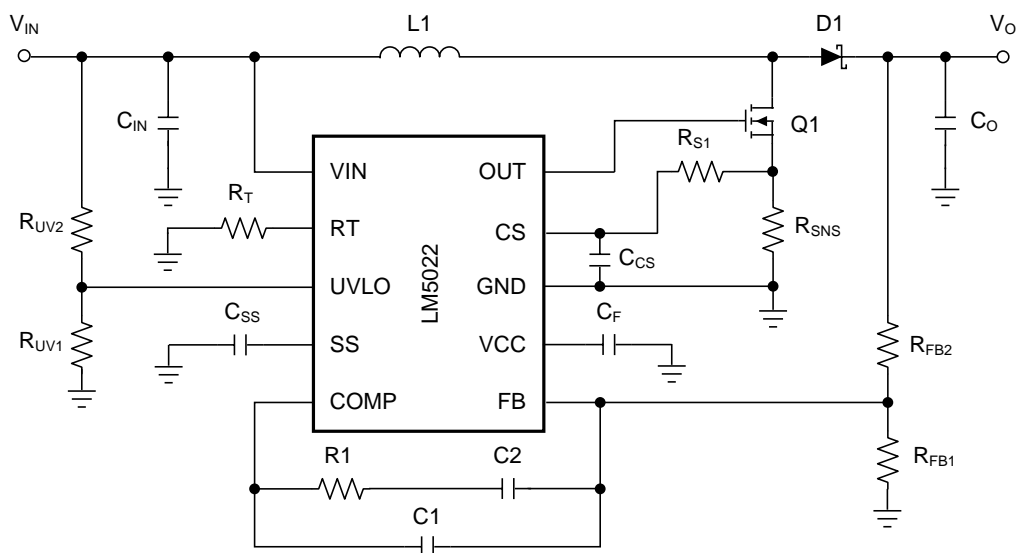 VIN
L1
D1
VO
CIN
Q1
CO
RS1
VIN
OUT
RT
RUV2
RT
CS
RSNS
CCS
LM5022
UVLO
GND
CSS
CF
RUV1
SS
VCC
RFB2
COMP
FB
R1
C2
RFB1
C1